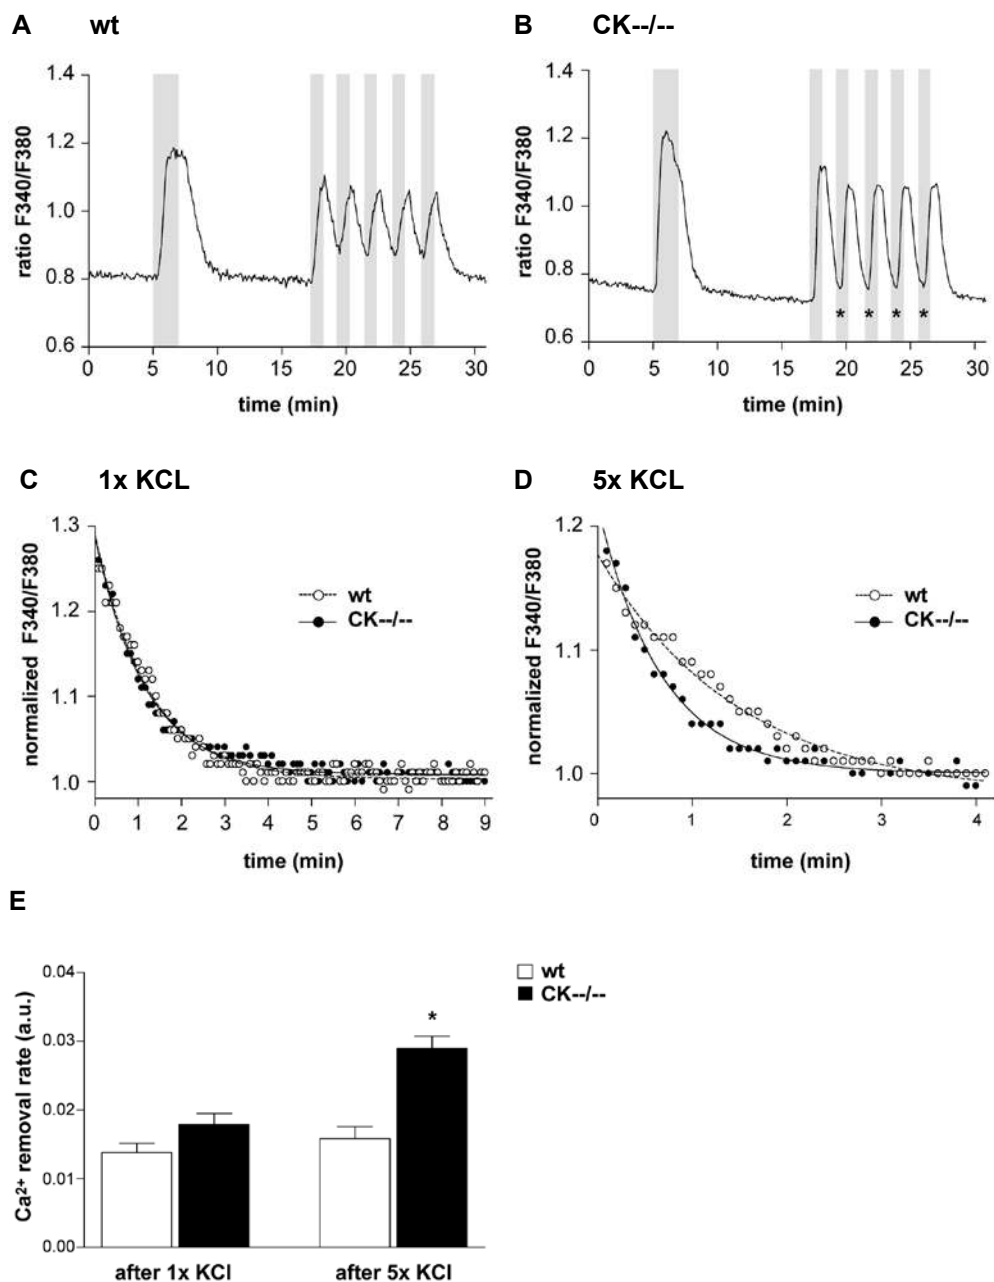 A wt
1.4
1.2
1.0
0.8
0.6
ratio F340/F380
0 5 10 15 20 25 30
time (min)
B CK--/--
1.4
1.2
1.0
0.8
0.6
ratio F340/F380
* * * *
0 5 10 15 20 25 30
time (min)
C 1x KCL
1.3
1.2
1.1
1.0
normalized F340/F380
wt
CK--/--
0 1 2 3 4 5 6 7 8 9
time (min)
D 5x KCL
1.2
1.1
1.0
normalized F340/F380
wt
CK--/--
0 1 2 3 4
time (min)
E
0.04
0.03
0.02
0.01
0.00
Ca²⁺ removal rate (a.u.)
*
after 1x KCl after 5x KCl
wt
CK--/--